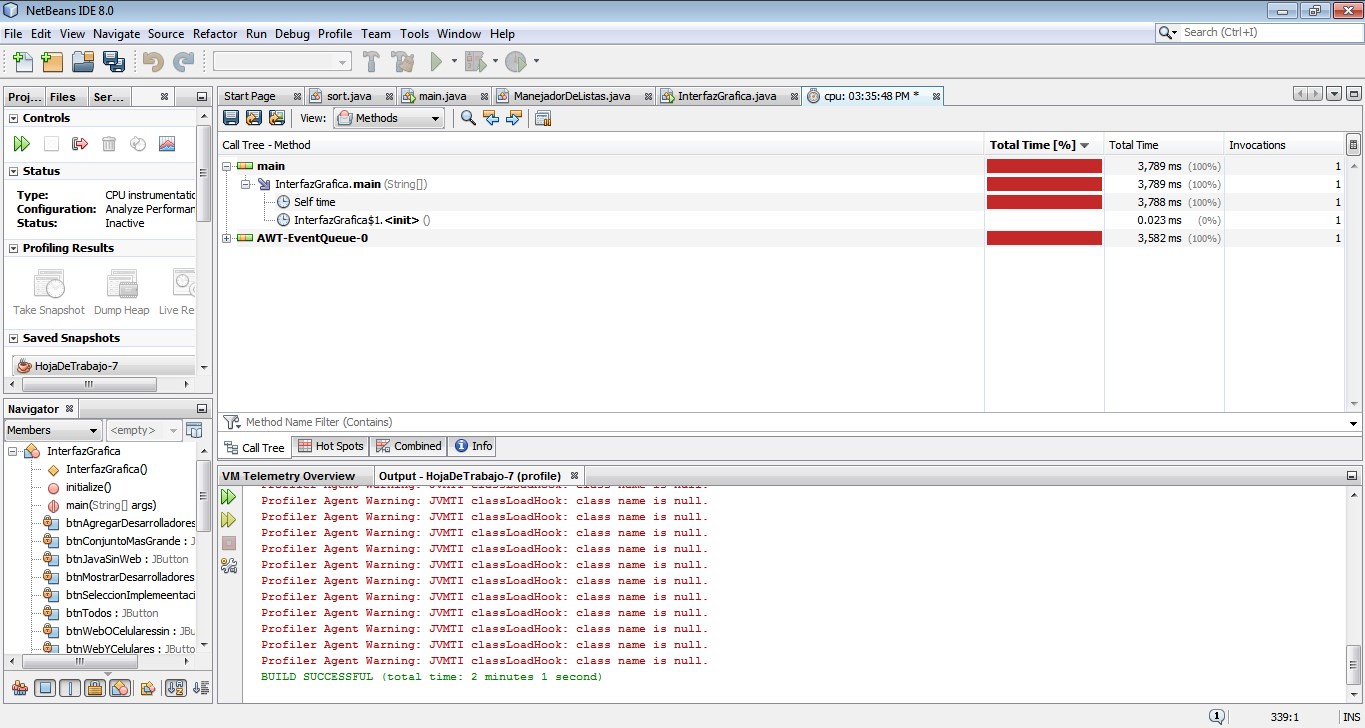 NetBeans IDE 8.0
File Edit View Navigate Source Refactor Run Debug Profile Team Tools Window Help
Search (Ctrl+I)
Proj... Files Ser...
Controls
Status
Type: CPU instrumentatic
Configuration: Analyze Performar
Status: Inactive
Profiling Results
Take Snapshot Dump Heap Live Re
Saved Snapshots
HojaDeTrabajo-7
Navigator
Members <empty>
InterfazGrafica
InterfazGrafica()
initialize()
main(String[] args)
btnAgregarDesarrolladores
btnConjuntoMasGrande : J
btnJavaSinWeb : JButton
btnMostrarDesarrolladores
btnSeleccionImplemeentaci
btnTodos : JButton
btnWebOCelularessin : JBu
btnWebYCelulares : JButto
Start Page sort.java main.java ManejadorDeListas.java InterfazGrafica.java cpu: 03:35:48 PM *
View: Methods
Call Tree - Method Total Time [%] Total Time Invocations
main 3,789 ms (100%) 1
InterfazGrafica.main (String[]) 3,789 ms (100%) 1
Self time 3,788 ms (100%) 1
InterfazGrafica$1.<init> () 0.023 ms (0%) 1
AWT-EventQueue-0 3,582 ms (100%) 1
Method Name Filter (Contains)
Call Tree Hot Spots Combined Info
VM Telemetry Overview Output - HojaDeTrabajo-7 (profile)
Profiler Agent Warning: JVMTI classLoadHook: class name is null.
Profiler Agent Warning: JVMTI classLoadHook: class name is null.
Profiler Agent Warning: JVMTI classLoadHook: class name is null.
Profiler Agent Warning: JVMTI classLoadHook: class name is null.
Profiler Agent Warning: JVMTI classLoadHook: class name is null.
Profiler Agent Warning: JVMTI classLoadHook: class name is null.
Profiler Agent Warning: JVMTI classLoadHook: class name is null.
Profiler Agent Warning: JVMTI classLoadHook: class name is null.
Profiler Agent Warning: JVMTI classLoadHook: class name is null.
Profiler Agent Warning: JVMTI classLoadHook: class name is null.
Profiler Agent Warning: JVMTI classLoadHook: class name is null.
Profiler Agent Warning: JVMTI classLoadHook: class name is null.
BUILD SUCCESSFUL (total time: 2 minutes 1 second)
1 339:1 INS